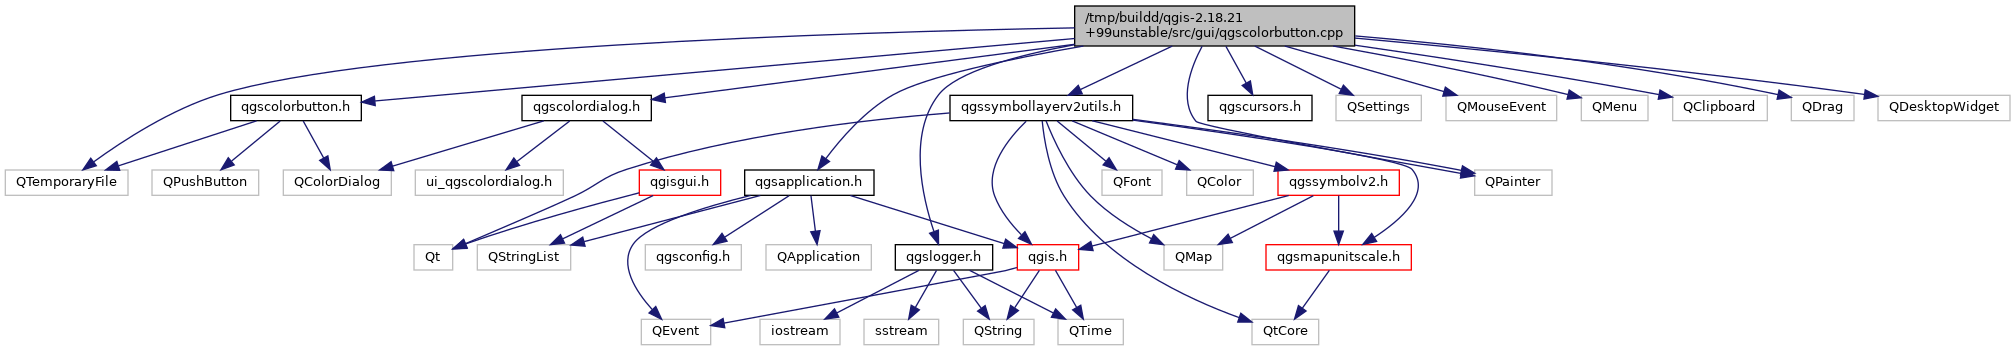 /tmp/buildd/qgis-2.18.21
+99unstable/src/gui/qgscolorbutton.cpp
qgscolorbutton.h
qgscolordialog.h
qgssymbollayerv2utils.h
qgscursors.h
QSettings
QMouseEvent
QMenu
QClipboard
QDrag
QDesktopWidget
QTemporaryFile
QPushButton
QColorDialog
ui_qgscolordialog.h
qgisgui.h
qgsapplication.h
QFont
QColor
qgssymbolv2.h
QPainter
Qt
QStringList
qgsconfig.h
QApplication
qgslogger.h
qgis.h
QMap
qgsmapunitscale.h
QEvent
iostream
sstream
QString
QTime
QtCore